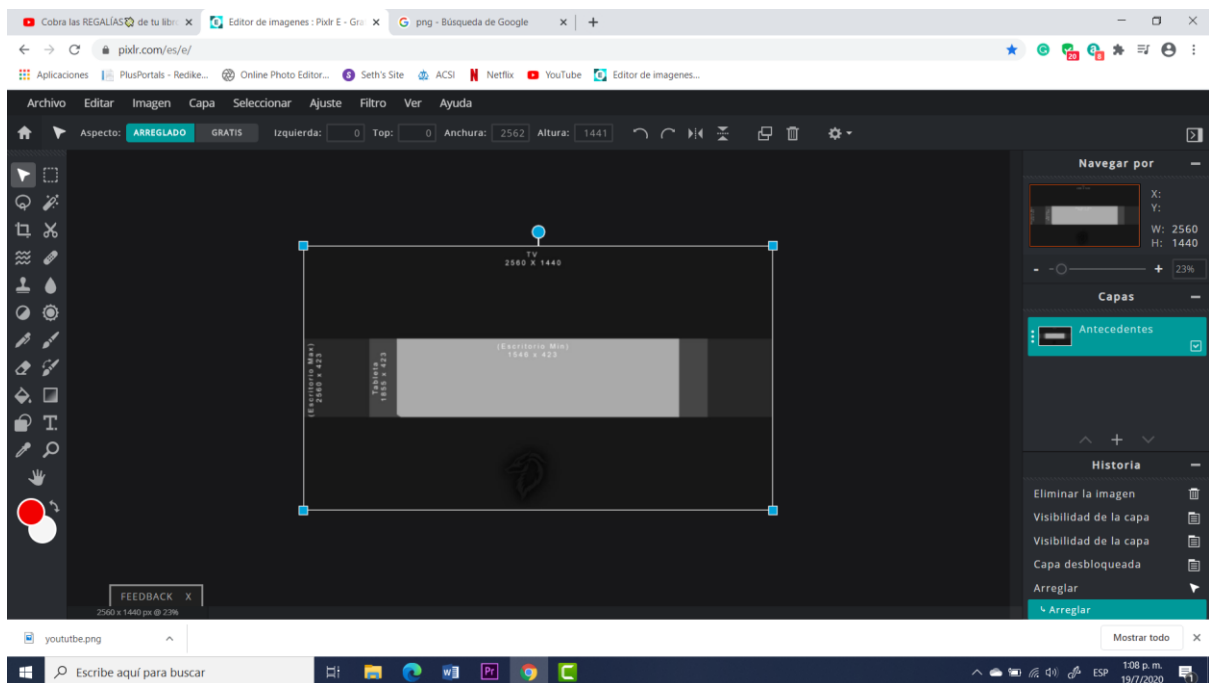 Cobra las REGALÍAS💥 de tu libr
Editor de imagenes : Pixlr E - Gra
png - Búsqueda de Google
pixlr.com/es/e/
20
8
Aplicaciones
PlusPortals - Redike...
Online Photo Editor...
Seth's Site
ACSI
Netflix
YouTube
Editor de imagenes...
Archivo Editar Imagen Capa Seleccionar Ajuste Filtro Ver Ayuda
Aspecto: ARREGLADO GRATIS Izquierda: 0 Top: 0 Anchura: 2562 Altura: 1441
Navegar por
X:
Y:
W: 2560
H: 1440
- + 23%
Capas
Antecedentes
TV
2560 X 1440
(Escritorio Max)
2560 x 423
Tableta
1855 x 423
(Escritorio Min)
1546 x 423
Historia
Eliminar la imagen
Visibilidad de la capa
Visibilidad de la capa
Capa desbloqueada
Arreglar
Arreglar
FEEDBACK X
2560 x 1440 px @ 23%
yoututbe.png
Mostrar todo
Escribe aquí para buscar
ESP
1:08 p. m.
19/7/2020